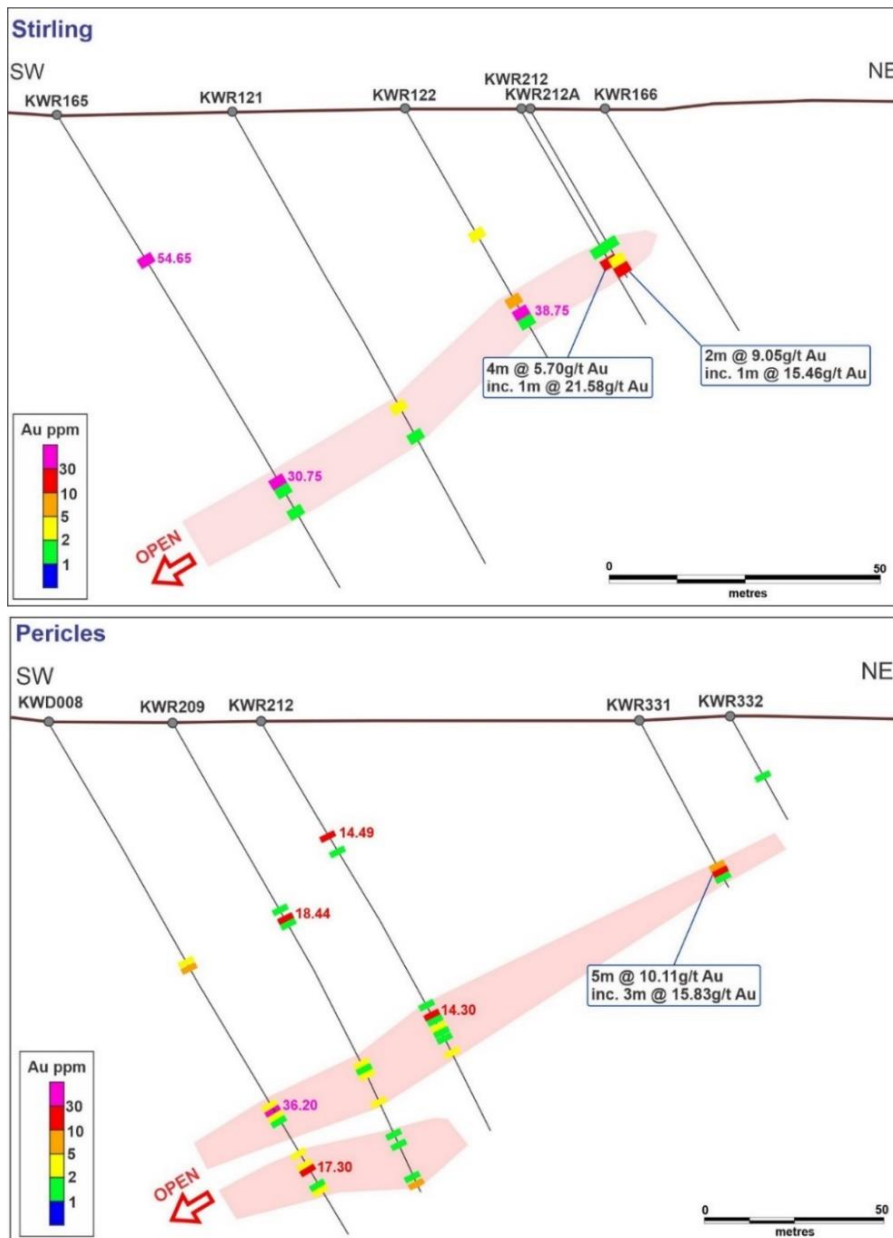 Stirling
SW
NE
KWR165
KWR121
KWR122
KWR212
KWR212A
KWR166
54.65
38.75
4m @ 5.70g/t Au
inc. 1m @ 21.58g/t Au
2m @ 9.05g/t Au
inc. 1m @ 15.46g/t Au
30.75
Au ppm
30
10
5
2
1
OPEN
0
50
metres
Pericles
SW
NE
KWD008
KWR209
KWR212
KWR331
KWR332
14.49
18.44
5m @ 10.11g/t Au
inc. 3m @ 15.83g/t Au
14.30
36.20
17.30
Au ppm
30
10
5
2
1
OPEN
0
50
metres